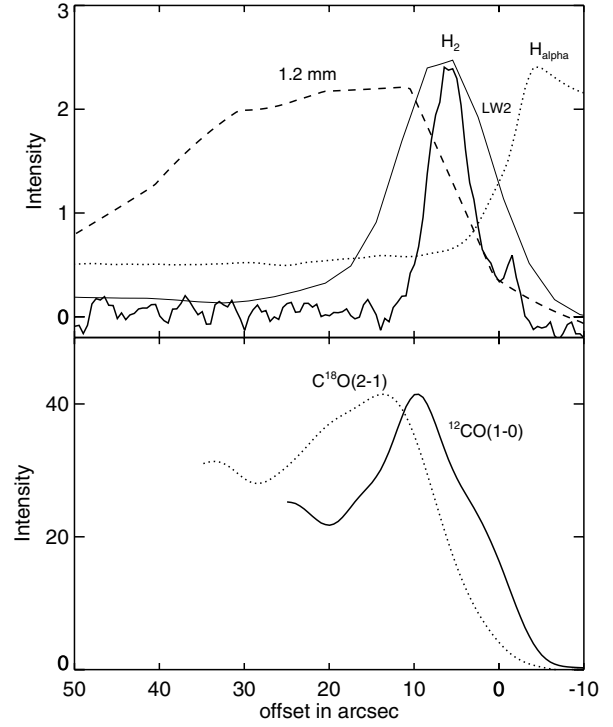 3
H₂
H_alpha
1.2 mm
LW2
2
Intensity
1
0
C¹⁸O(2-1)
¹²CO(1-0)
40
Intensity
20
0
50 40 30 20 10 0 -10
offset in arcsec